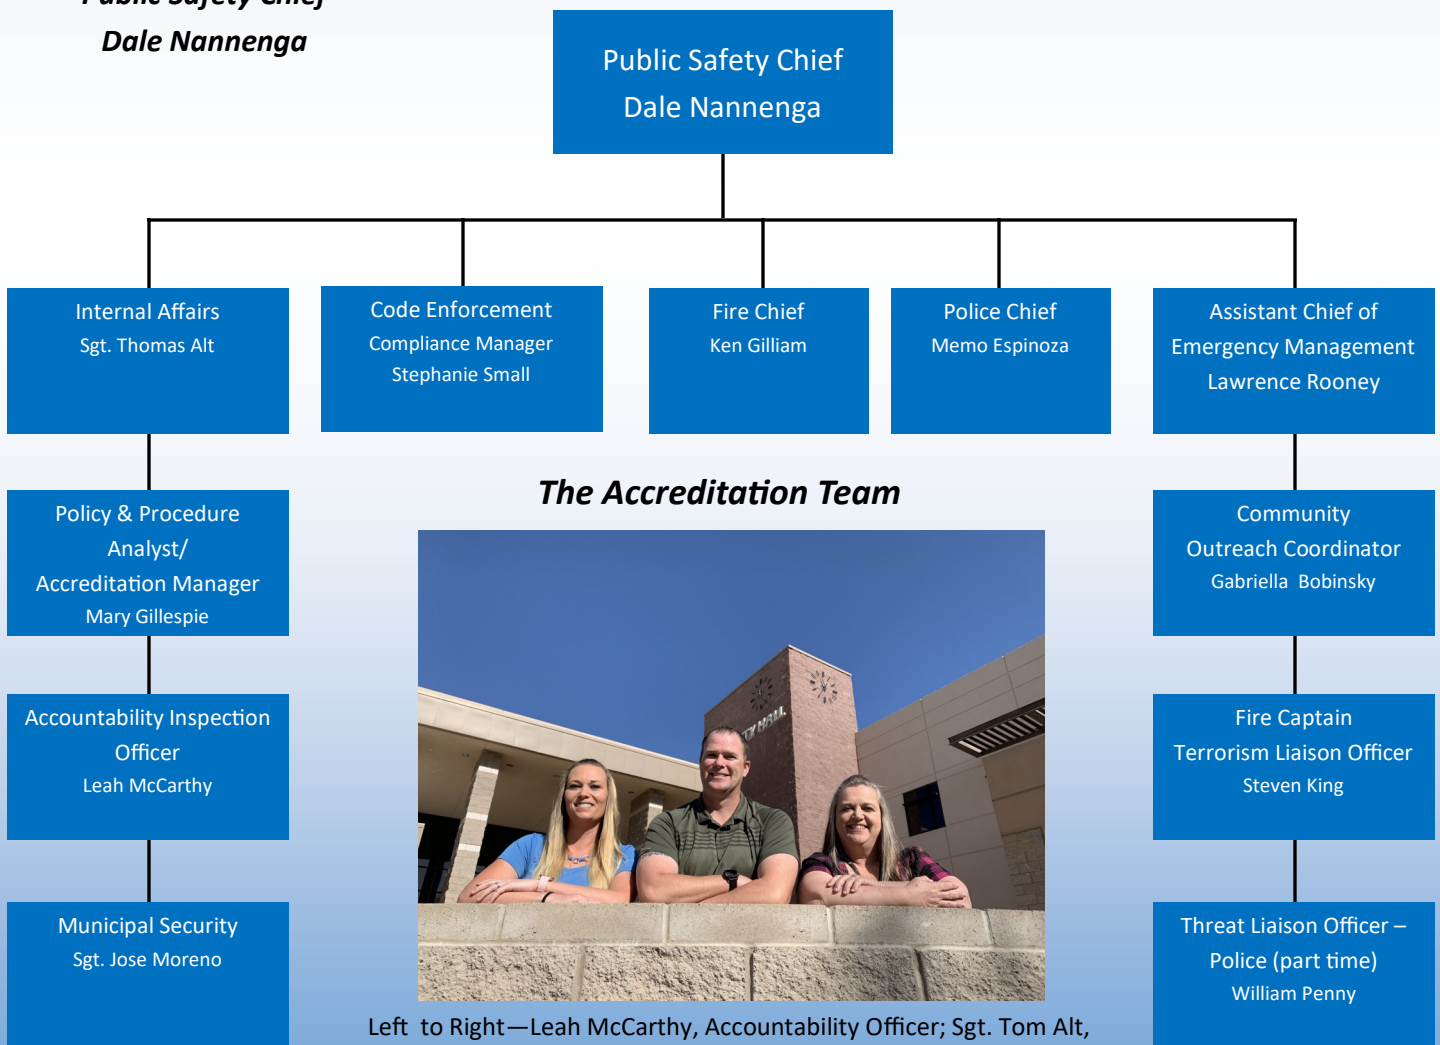 Public Safety Chief
Dale Nannenga
Public Safety Chief
Dale Nannenga
Internal Affairs
Sgt. Thomas Alt
Code Enforcement
Compliance Manager
Stephanie Small
Fire Chief
Ken Gilliam
Police Chief
Memo Espinoza
Assistant Chief of
Emergency Management
Lawrence Rooney
Policy & Procedure
Analyst/
Accreditation Manager
Mary Gillespie
The Accreditation Team
Community
Outreach Coordinator
Gabriella  Bobinsky
Accountability Inspection
Officer
Leah McCarthy
HALL
Fire Captain
Terrorism Liaison Officer
Steven King
Municipal Security
Sgt. Jose Moreno
Threat Liaison Officer –
Police (part time)
William Penny
Left  to Right—Leah McCarthy, Accountability Officer; Sgt. Tom Alt,